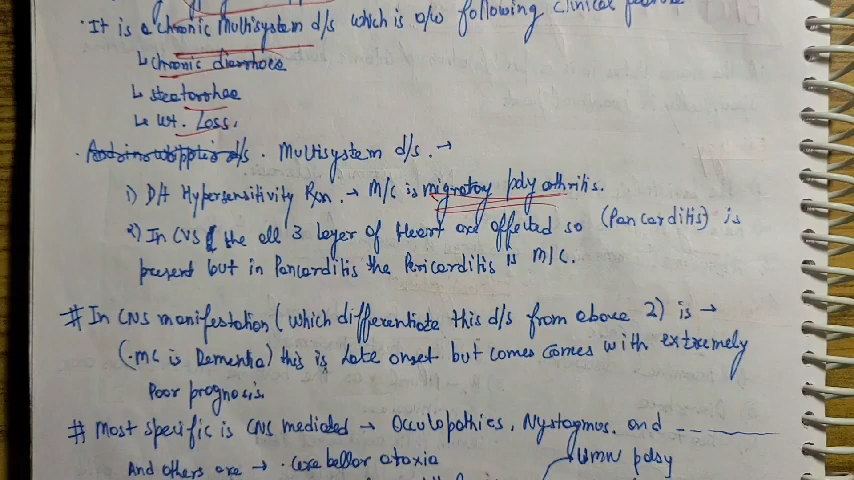 · It is a chronic Multisystem d/s which is a/w following clinical
↳ chronic diarrhoea
↳ steatorrhea
↳ wt. Loss.
· Multisystem d/s. →
1) D/t Hypersensitivity Rxn. → M/C is migratory poly arthritis.
2) In CVS the all 3 layer of Heart are affected so (Pancarditis) is
present but in Pancarditis the Pericarditis is M/C.
# In CNS manifestation (which differentiate this d/s from above 2) is →
(·MC is Dementia) this is Late onset but comes comes with extremely
Poor prognosis.
# Most specific is CNS mediated → Occulopathies, Nystagmus. and
And others are → · cerebellar ataxia
UMN palsy